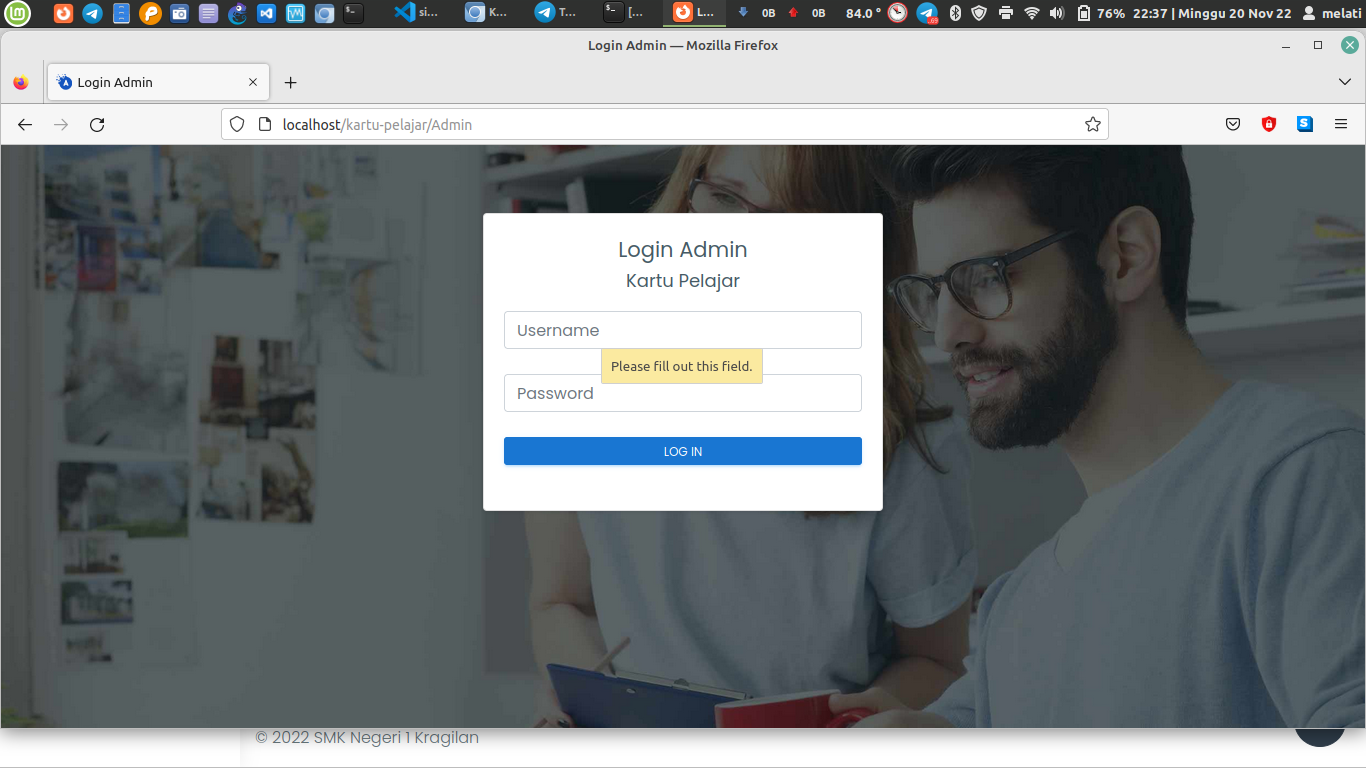 si... K... T... [... L... 0B 0B 84.0 ° 69 76% 22:37 | Minggu 20 Nov 22 melati
Login Admin — Mozilla Firefox
Login Admin
localhost/kartu-pelajar/Admin
Login Admin
Kartu Pelajar
Username
Please fill out this field.
Password
LOG IN
© 2022 SMK Negeri 1 Kragilan